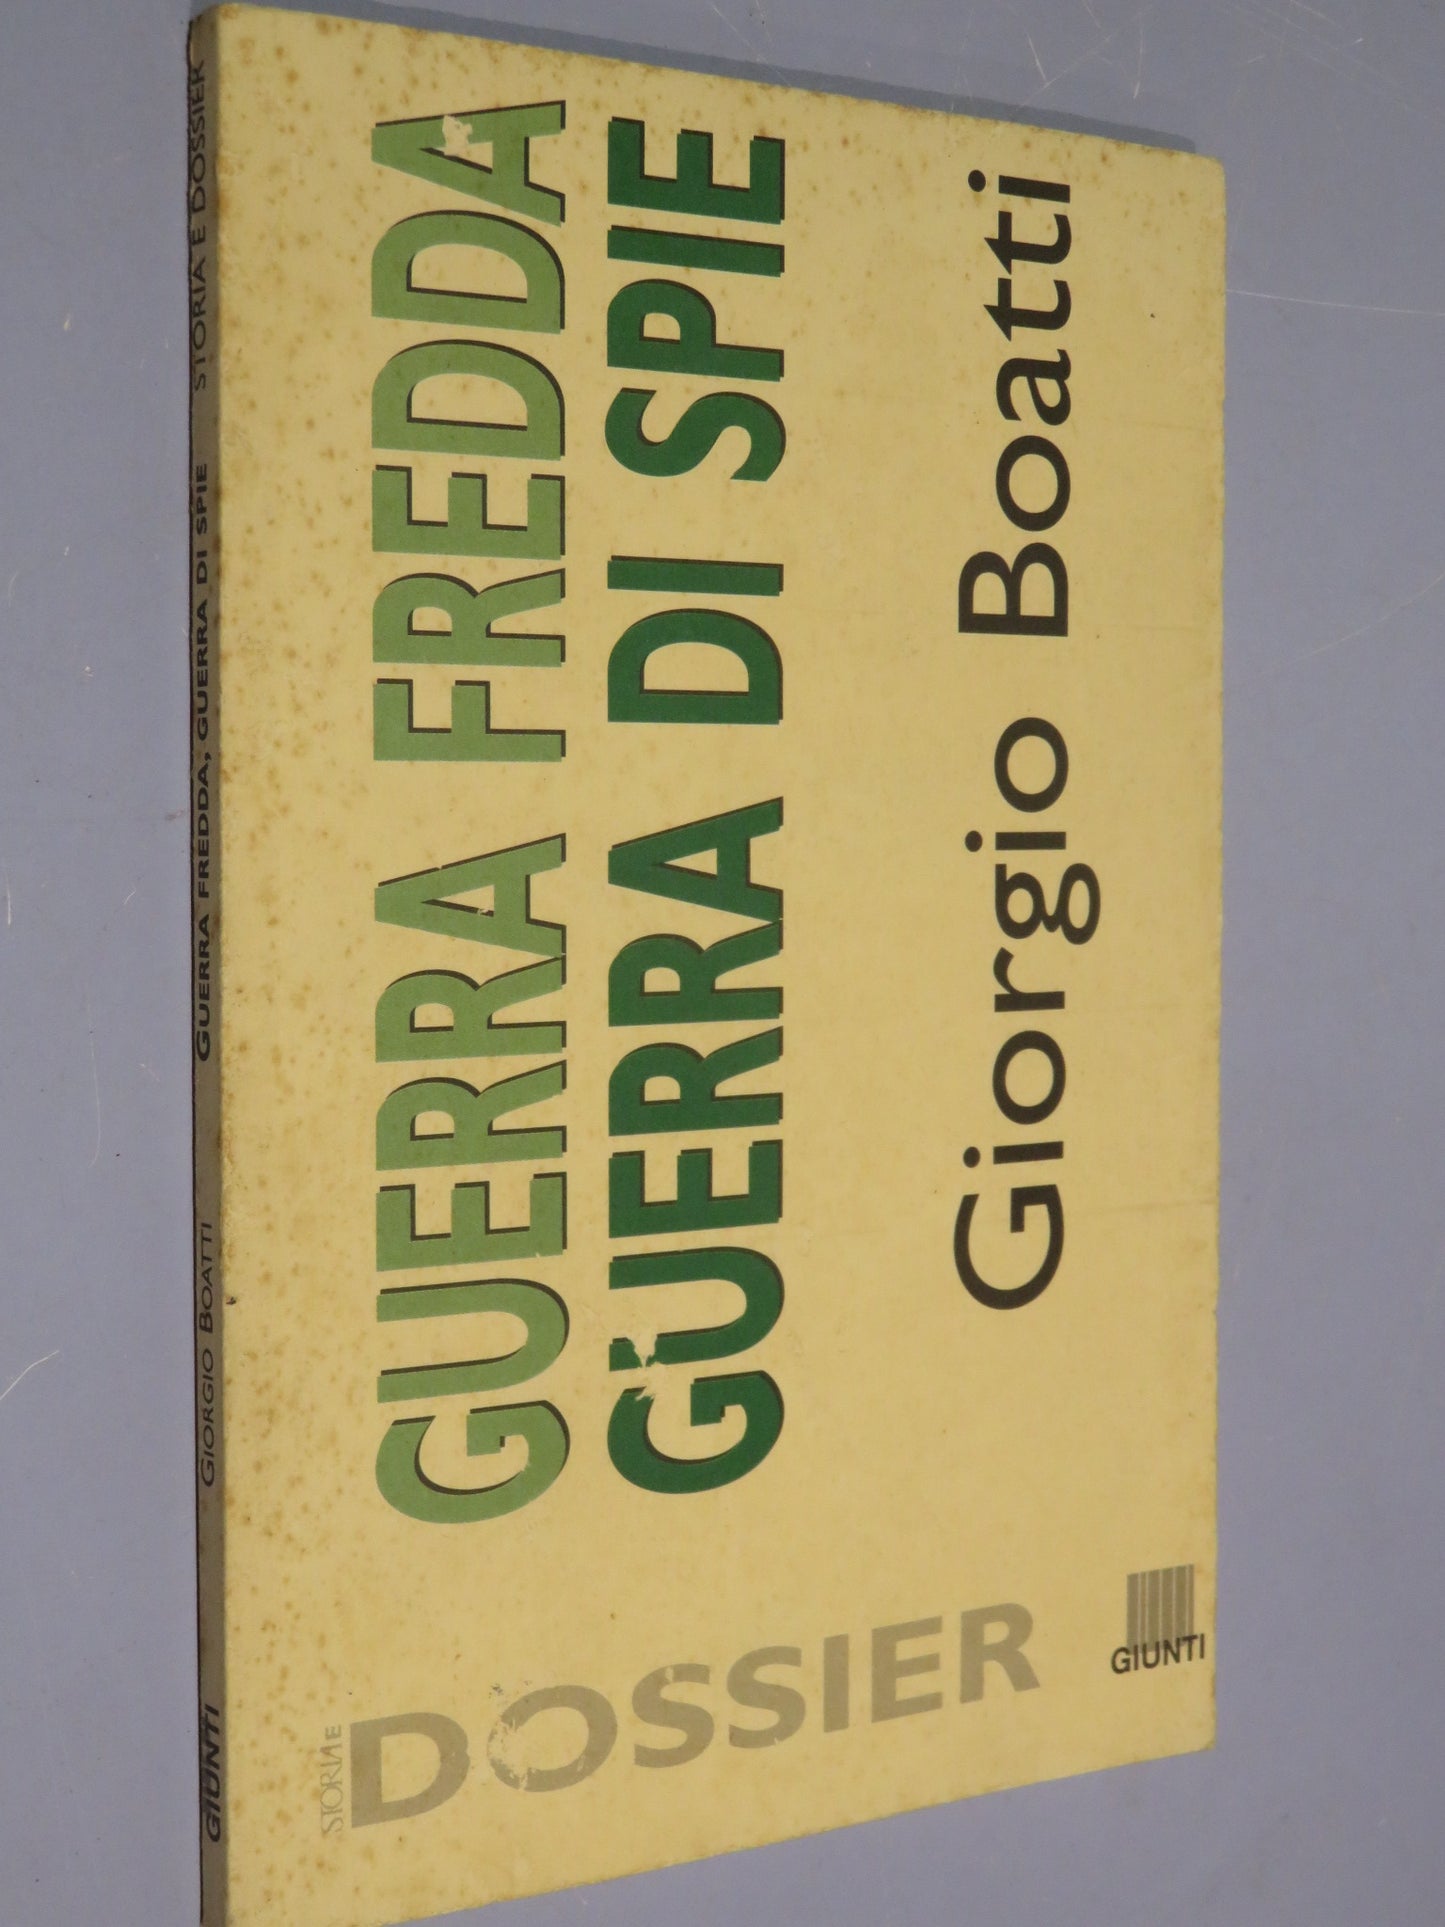 GIUNTI GIORGIO BOATTI GUERRA FREDDA, GUERRA DI SPIE STORIA E DOSSIER
STORIA E
DOSSIER
GUERRA FREDDA
GUERRA DI SPIE
Giorgio Boatti
GIUNTI